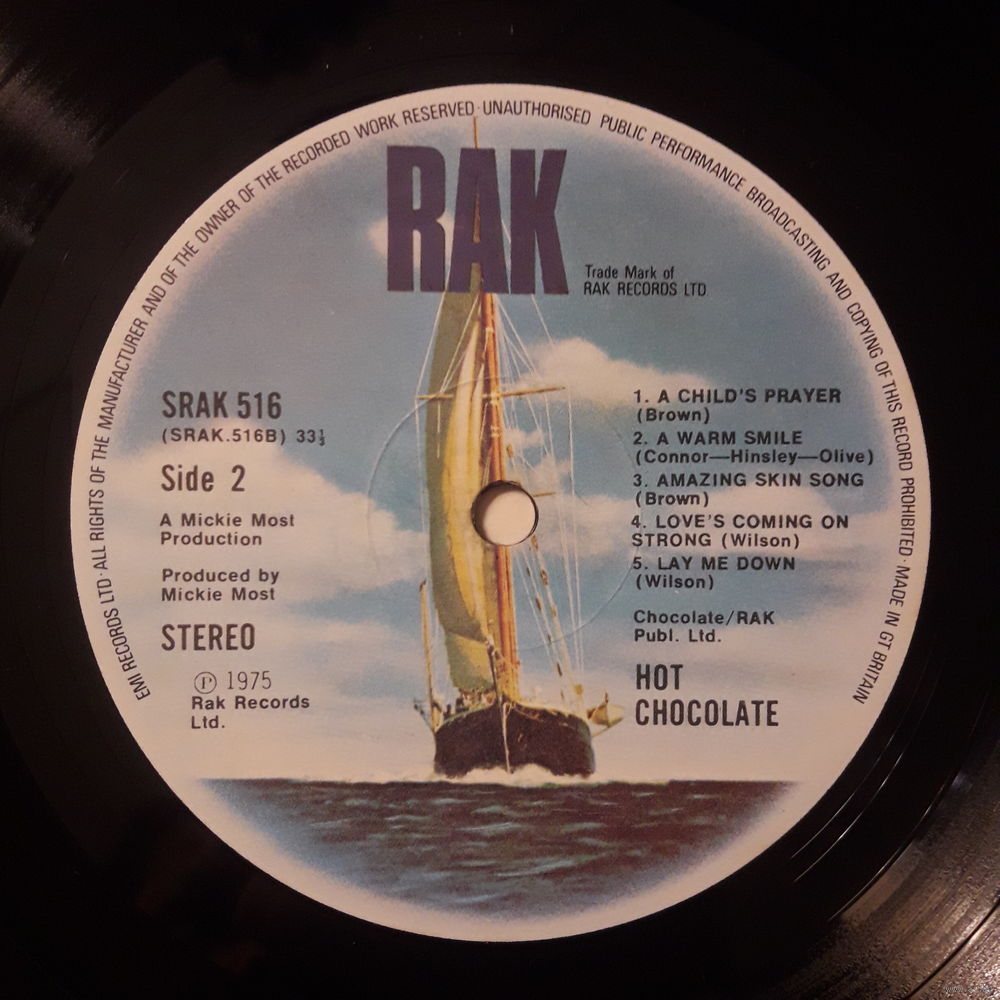 EMI RECORDS LTD · ALL RIGHTS OF THE MANUFACTURER AND OF THE OWNER OF THE RECORDED WORK RESERVED · UNAUTHORISED PUBLIC PERFORMANCE BROADCASTING AND COPYING OF THIS RECORD PROHIBITED · MADE IN GT BRITAIN
RAK
Trade Mark of
RAK RECORDS LTD
SRAK 516
(SRAK.516B) 33⅓
Side 2
A Mickie Most
Production
Produced by
Mickie Most
STEREO
Ⓟ 1975
Rak Records
Ltd.
1. A CHILD'S PRAYER
(Brown)
2. A WARM SMILE
(Connor—Hinsley—Olive)
3. AMAZING SKIN SONG
(Brown)
4. LOVE'S COMING ON
STRONG (Wilson)
5. LAY ME DOWN
(Wilson)
Chocolate/RAK
Publ. Ltd.
HOT
CHOCOLATE